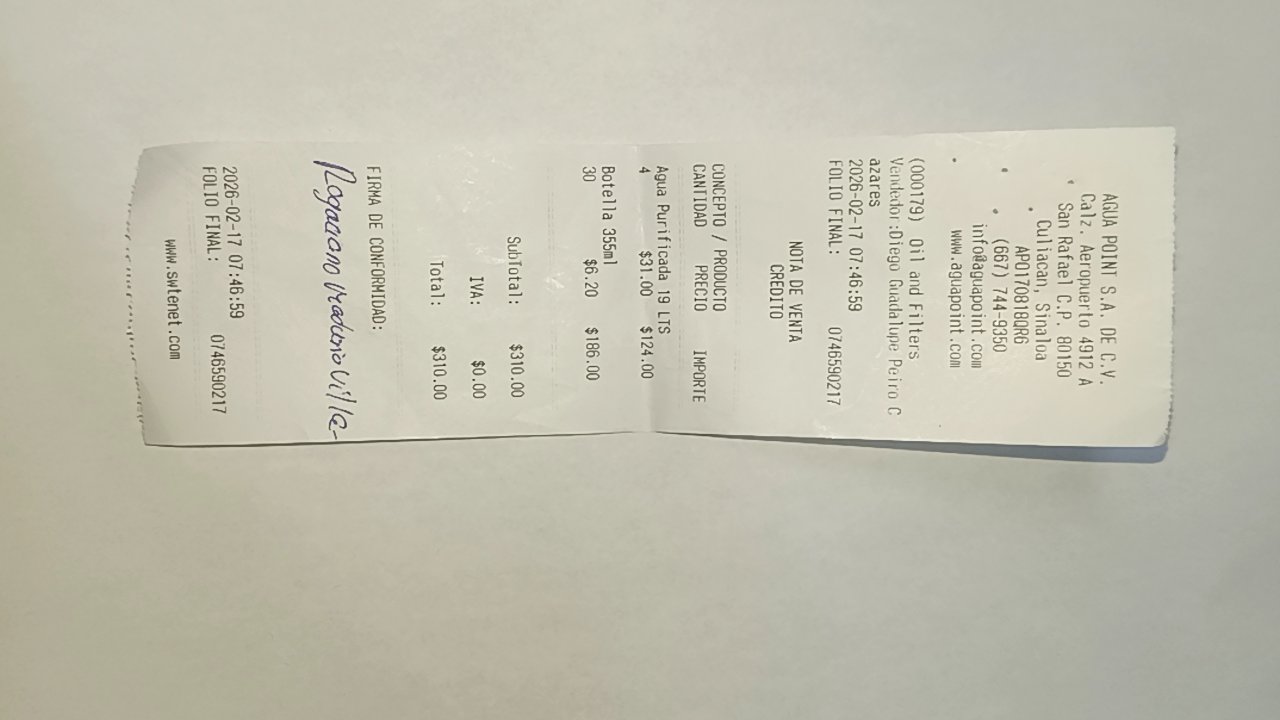 AGUA POINT S.A. DE C.V.
Calz. Aeropuerto 4912 A
San Rafael C.P. 80150
Culiacan, Sinaloa
APO170818QR6
(667) 744-9350
info@aguapoint.com
www.aguapoint.com
(000179) Oil and Filters
Vendedor:Diego Guadalupe Peiro C
azares
2026-02-17 07:46:59
FOLIO FINAL: 0746590217
NOTA DE VENTA
CREDITO
CONCEPTO / PRODUCTO
CANTIDAD PRECIO IMPORTE
Agua Purificada 19 LTS
4 $31.00 $124.00
Botella 355ml
30 $6.20 $186.00
SubTotal: $310.00
IVA: $0.00
Total: $310.00
FIRMA DE CONFORMIDAD:
2026-02-17 07:46:59
FOLIO FINAL: 0746590217
www.swtenet.com